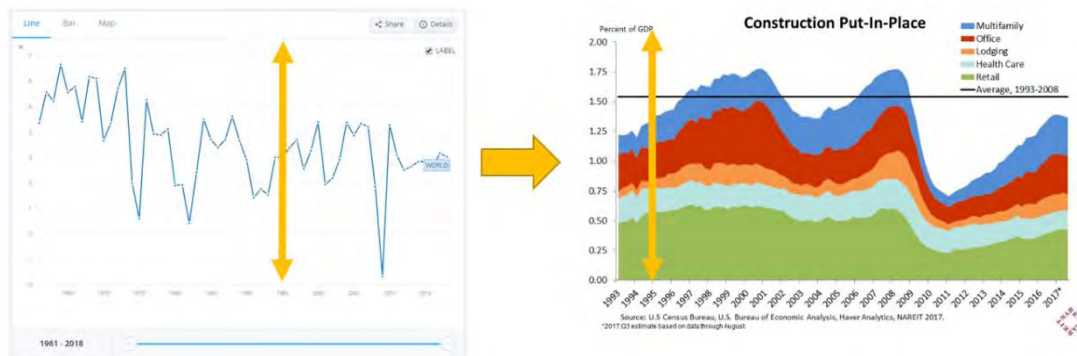 Line Bar Map
Share Details
LABEL
WORLD
1961 - 2018
Construction Put-In-Place
Percent of GDP
2.00
1.75
1.50
1.25
1.00
0.75
0.50
0.25
0.00
Multifamily
Office
Lodging
Health Care
Retail
Average, 1993-2008
1993 1994 1995 1996 1997 1998 1999 2000 2001 2002 2003 2004 2005 2006 2007 2008 2009 2010 2011 2012 2013 2014 2015 2016 2017*
Source: U.S Census Bureau, U.S. Bureau of Economic Analysis, Haver Analytics, NAREIT 2017.
*2017:Q3 estimate based on data through August.